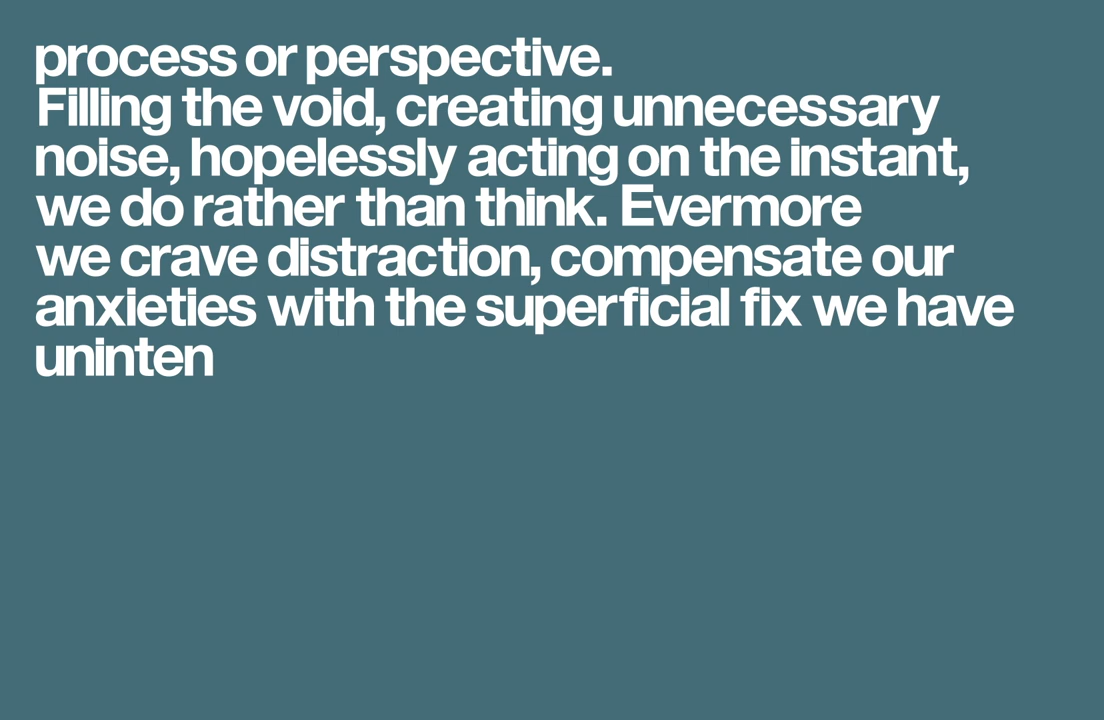 process or perspective.
Filling the void, creating unnecessary
noise, hopelessly acting on the instant,
we do rather than think. Evermore
we crave distraction, compensate our
anxieties with the superficial fix we have
uninten